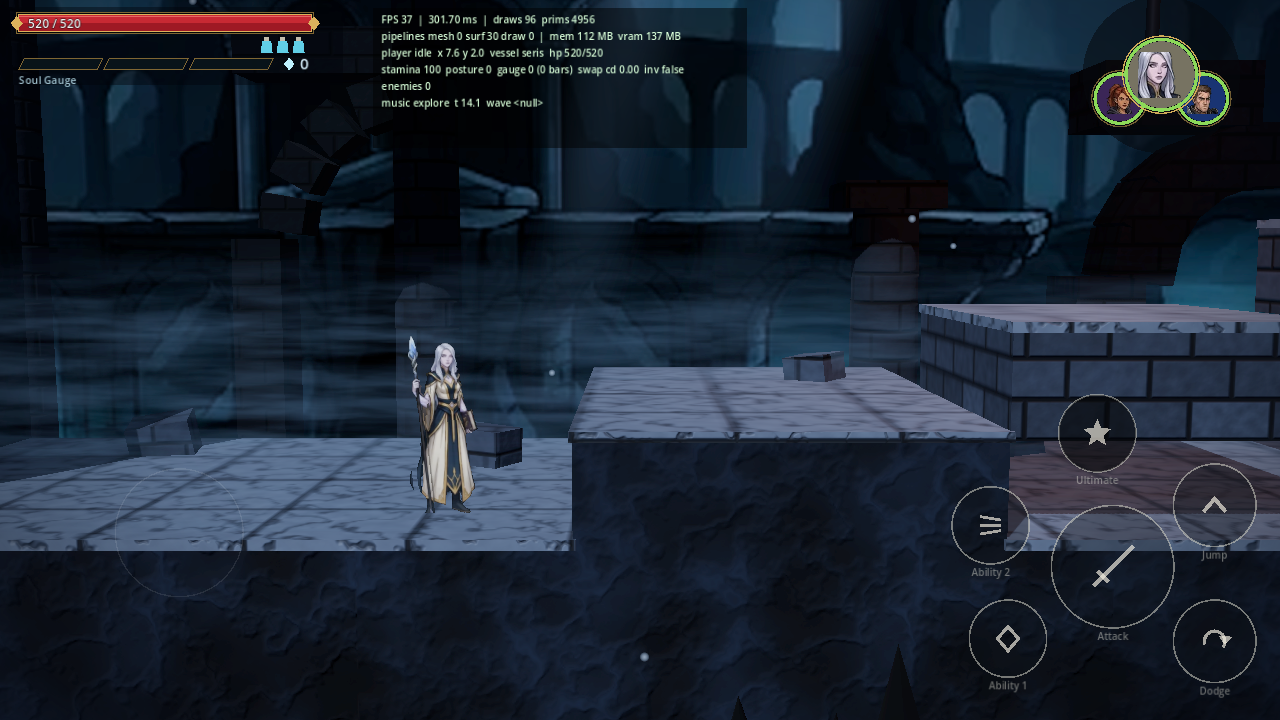 520 / 520
0
Soul Gauge
FPS 37 | 301.70 ms | draws 96 prims 4956
pipelines mesh 0 surf 30 draw 0 | mem 112 MB vram 137 MB
player idle x 7.6 y 2.0 vessel seris hp 520/520
stamina 100 posture 0 gauge 0 (0 bars) swap cd 0.00 inv false
enemies 0
music explore t 14.1 wave <null>
Ultimate
Jump
Ability 2
Attack
Ability 1
Dodge